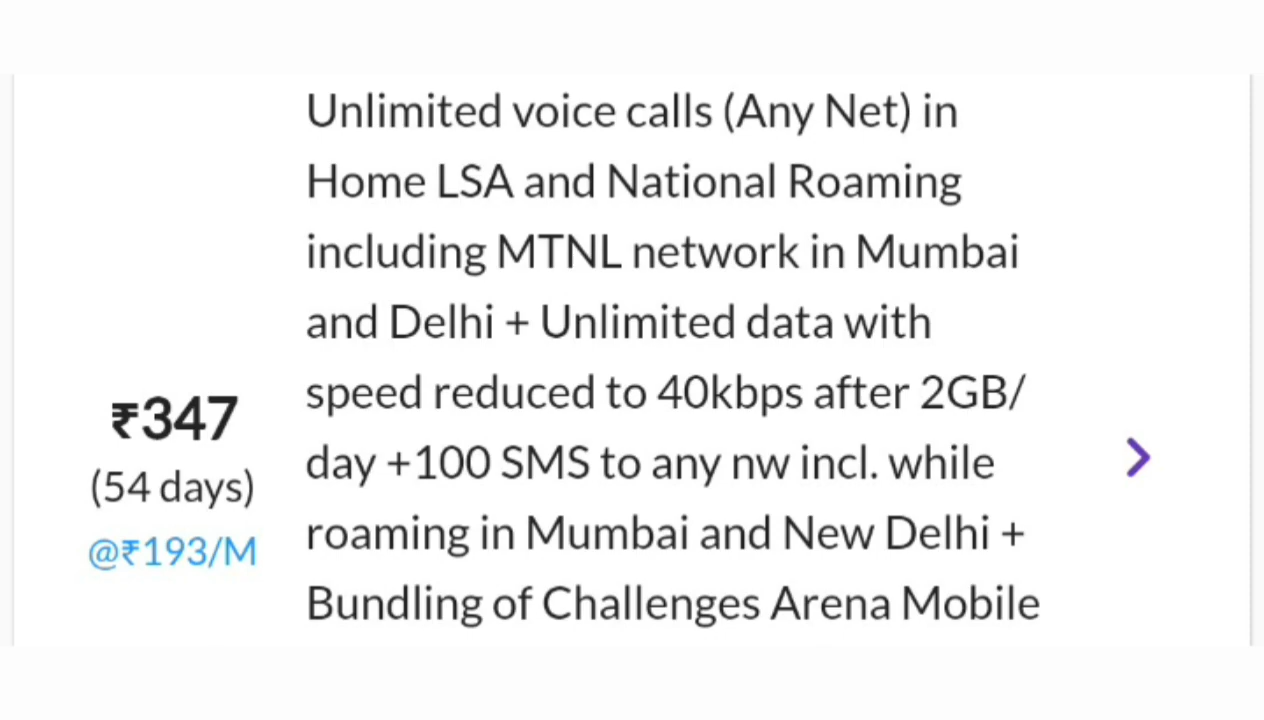 ₹347
(54 days)
@₹193/M
Unlimited voice calls (Any Net) in
Home LSA and National Roaming
including MTNL network in Mumbai
and Delhi + Unlimited data with
speed reduced to 40kbps after 2GB/
day +100 SMS to any nw incl. while
roaming in Mumbai and New Delhi +
Bundling of Challenges Arena Mobile